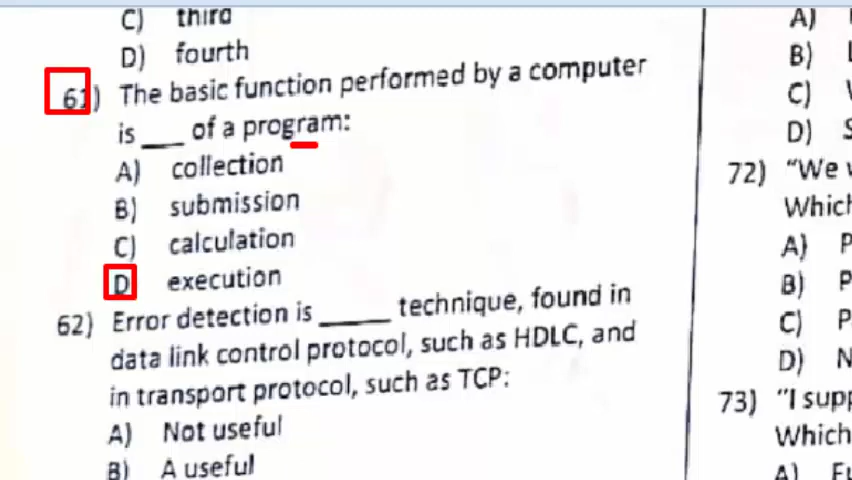 C) third
D) fourth
61) The basic function performed by a computer
is ___ of a program:
A) collection
B) submission
C) calculation
D execution
62) Error detection is _____ technique, found in
data link control protocol, such as HDLC, and
in transport protocol, such as TCP:
A) Not useful
B) A useful
A)
B)
C)
D)
72) "We
Which
A) P
B) P
C) P
D) N
73) "I supp
Which
A) Fu